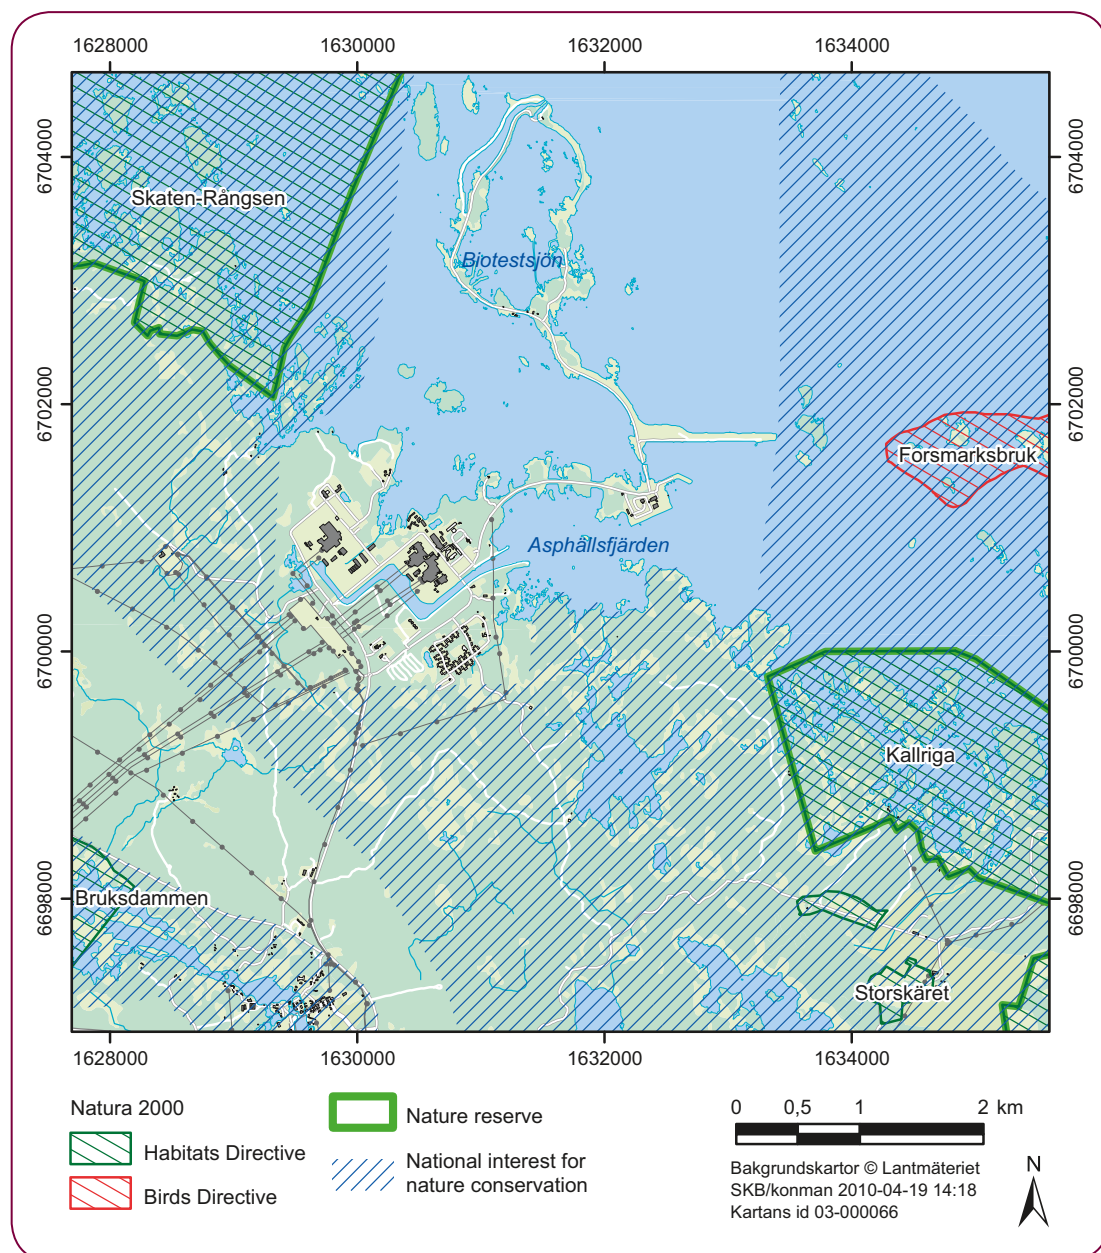 1628000 1630000 1632000 1634000
6704000 6704000
Skaten-Rångsen
Biotestsjön
6702000 6702000
Forsmarksbruk
Asphällsfjärden
6700000 6700000
Kallriga
6698000 6698000
Bruksdammen
Storskäret
1628000 1630000 1632000 1634000
Natura 2000
Habitats Directive
Birds Directive
Nature reserve
National interest for
nature conservation
0 0,5 1 2 km
Bakgrundskartor © Lantmäteriet
SKB/konman 2010-04-19 14:18
Kartans id 03-000066
N